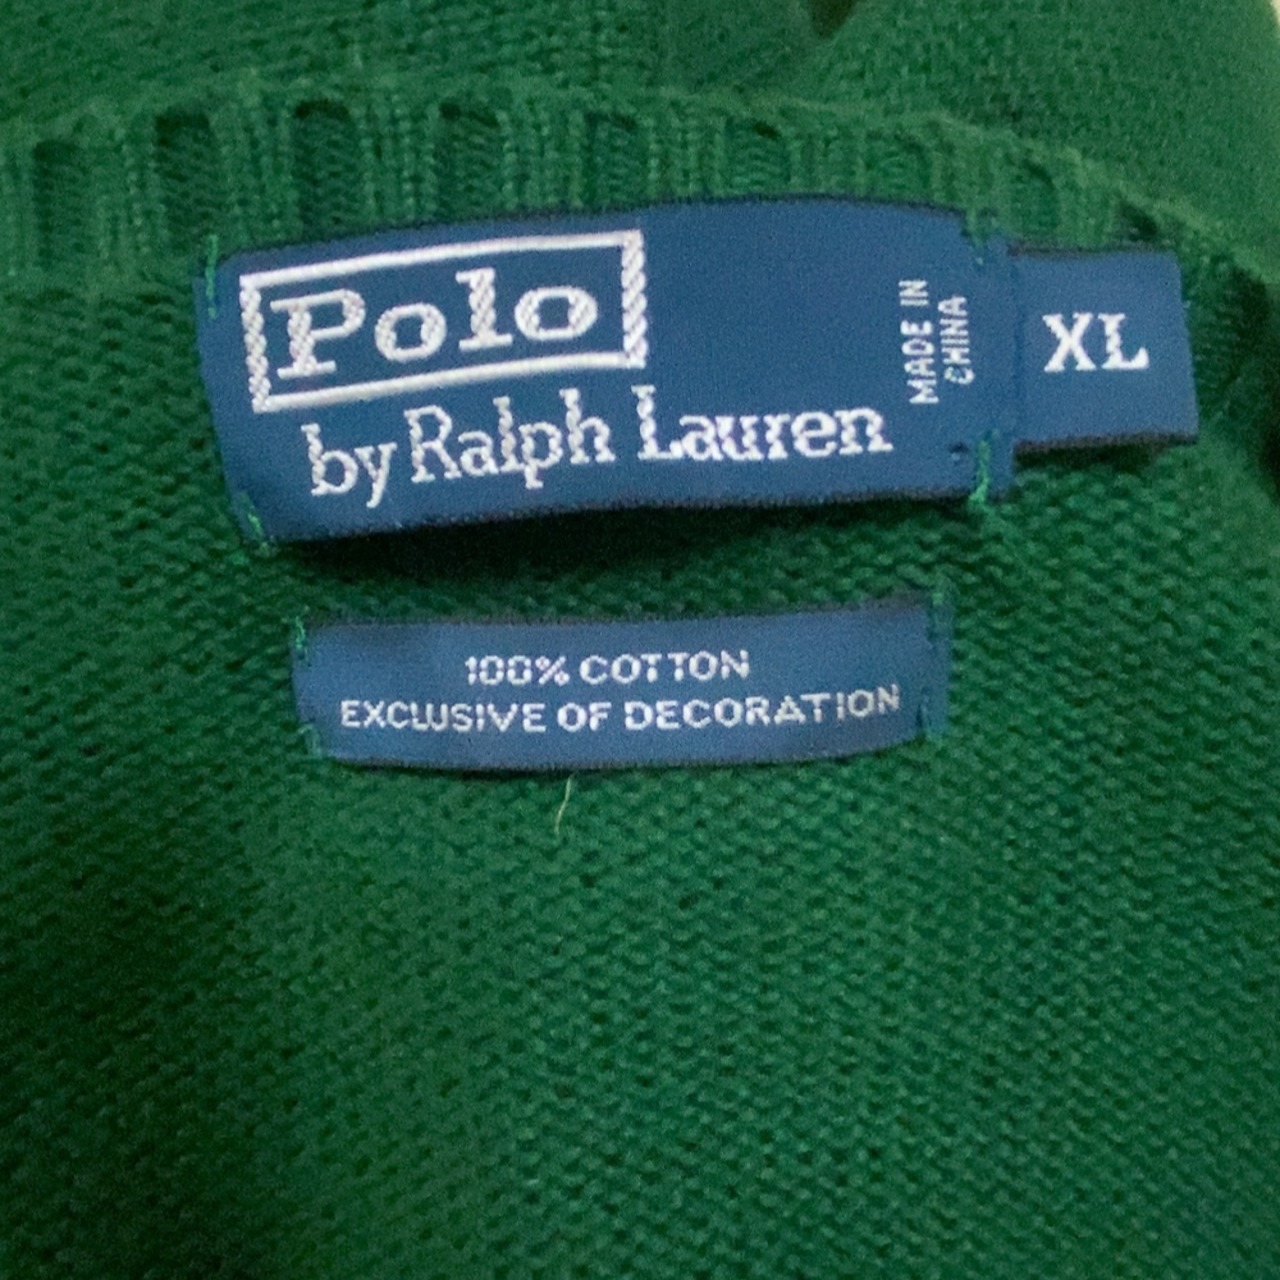 Polo
by Ralph Lauren
MADE IN
CHINA
XL
100% COTTON
EXCLUSIVE OF DECORATION